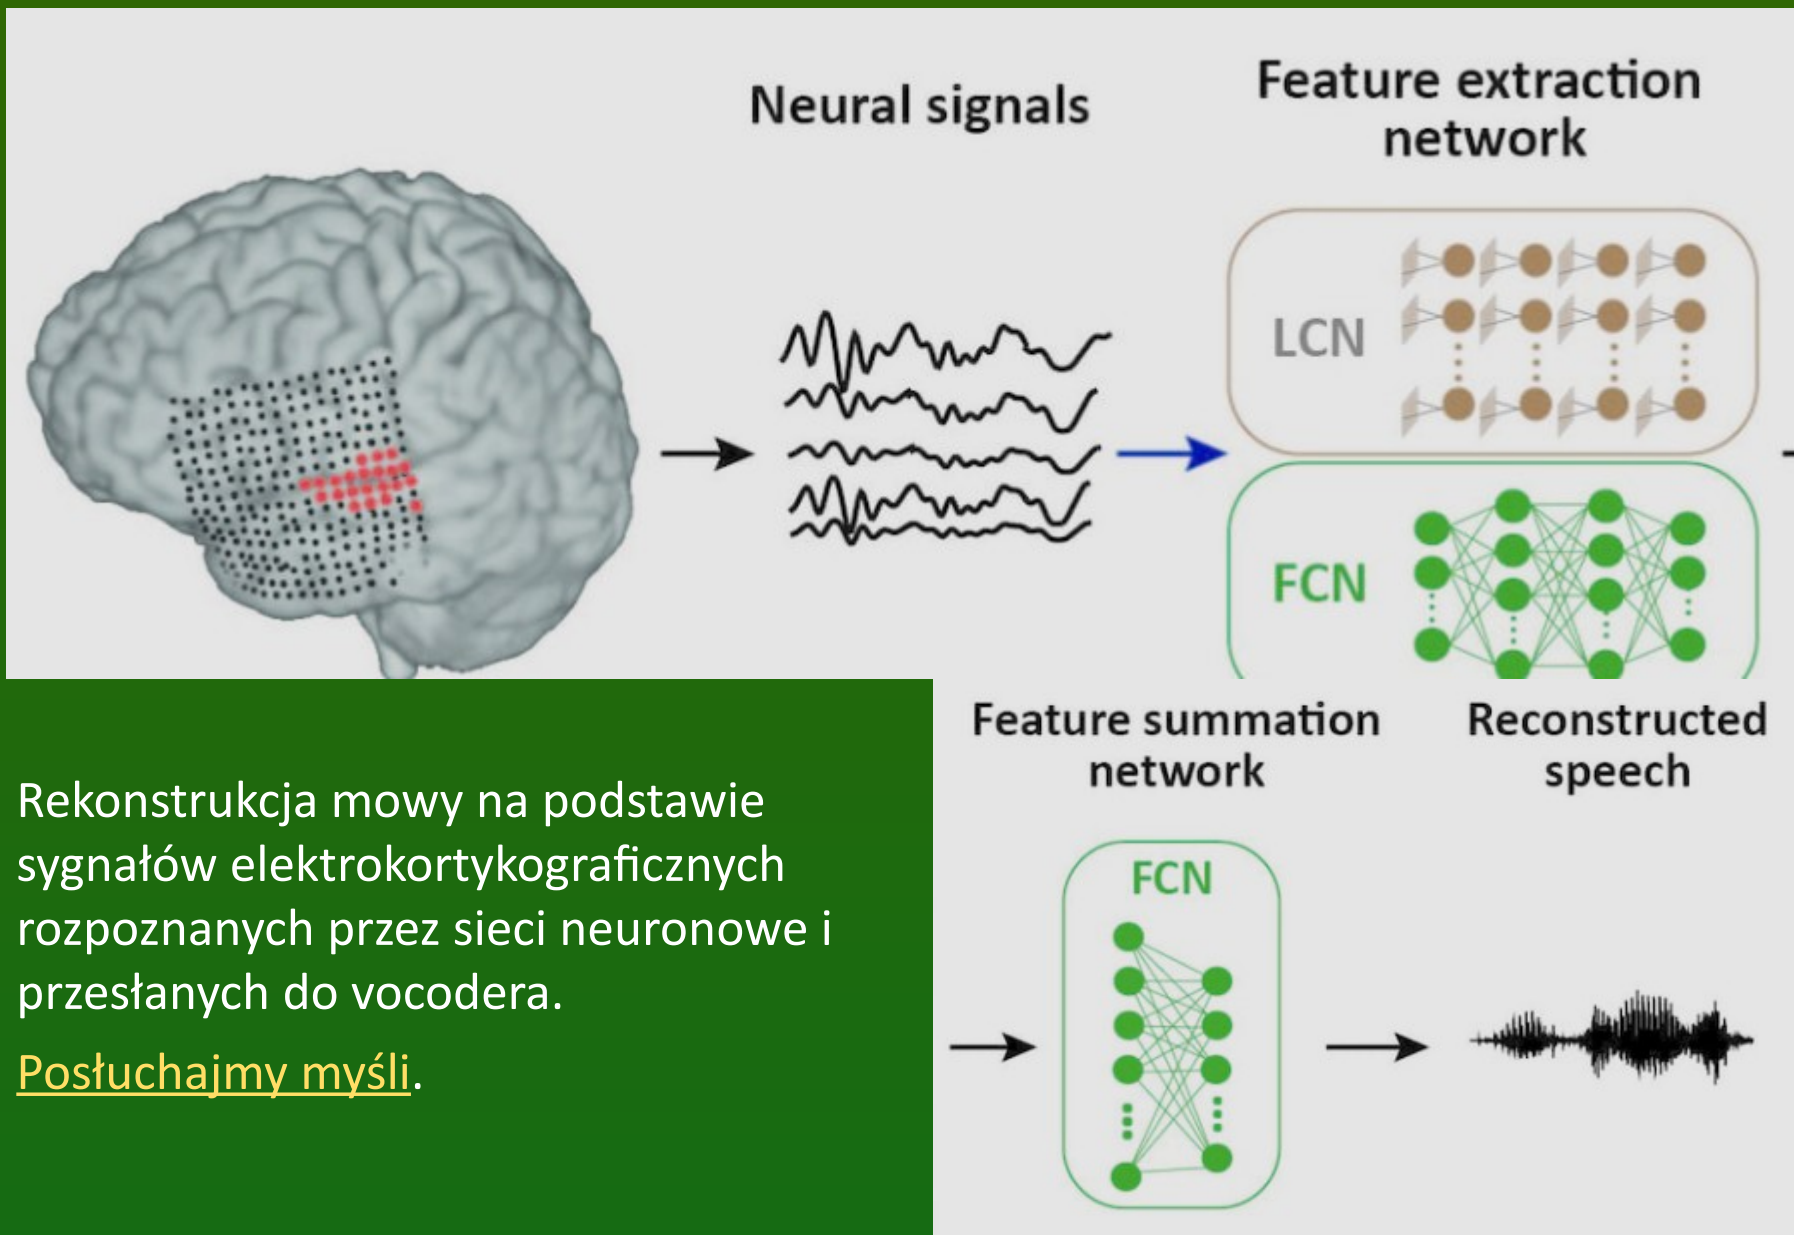 Neural signals
Feature extraction
network
LCN
FCN
Rekonstrukcja mowy na podstawie
sygnałów elektrokortykograficznych
rozpoznanych przez sieci neuronowe i
przesłanych do vocodera.
Posłuchajmy myśli.
Feature summation
network
FCN
Reconstructed
speech